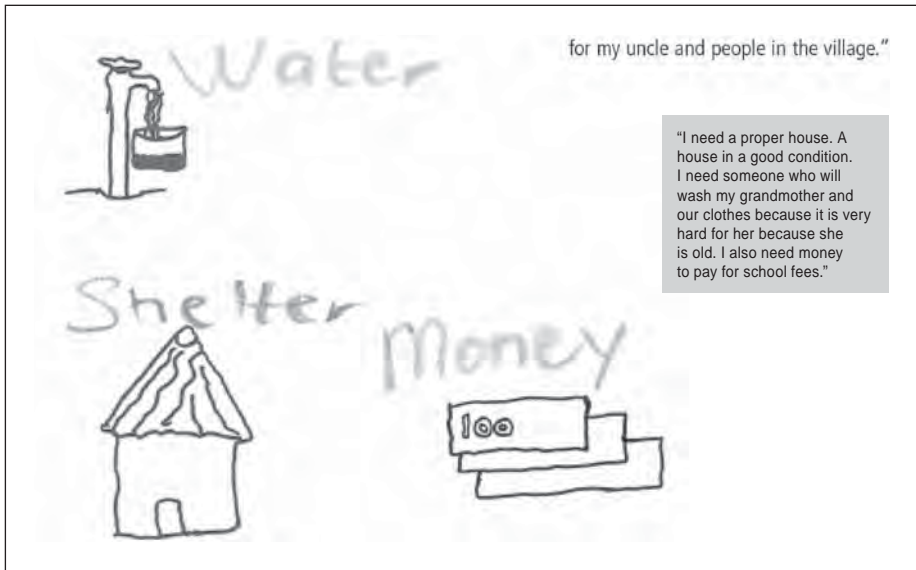 Water
for my uncle and people in the village.”
“I need a proper house. A
house in a good condition.
I need someone who will
wash my grandmother and
our clothes because it is very
hard for her because she
is old. I also need money
to pay for school fees.”
Shelter
Money
100